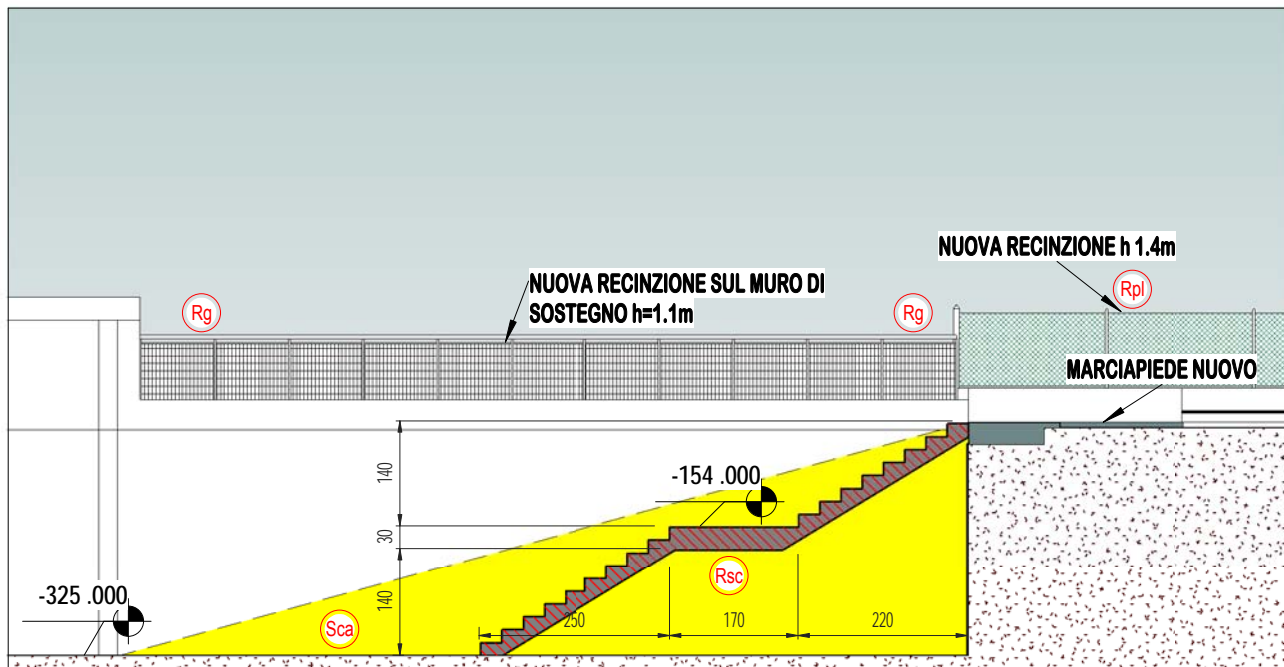 NUOVA RECINZIONE h 1.4m
NUOVA RECINZIONE SUL MURO DI
SOSTEGNO h=1.1m
Rg
Rg
Rpl
MARCIAPIEDE NUOVO
140
-154 .000
30
Rsc
-325 .000
140
Sca
250
170
220